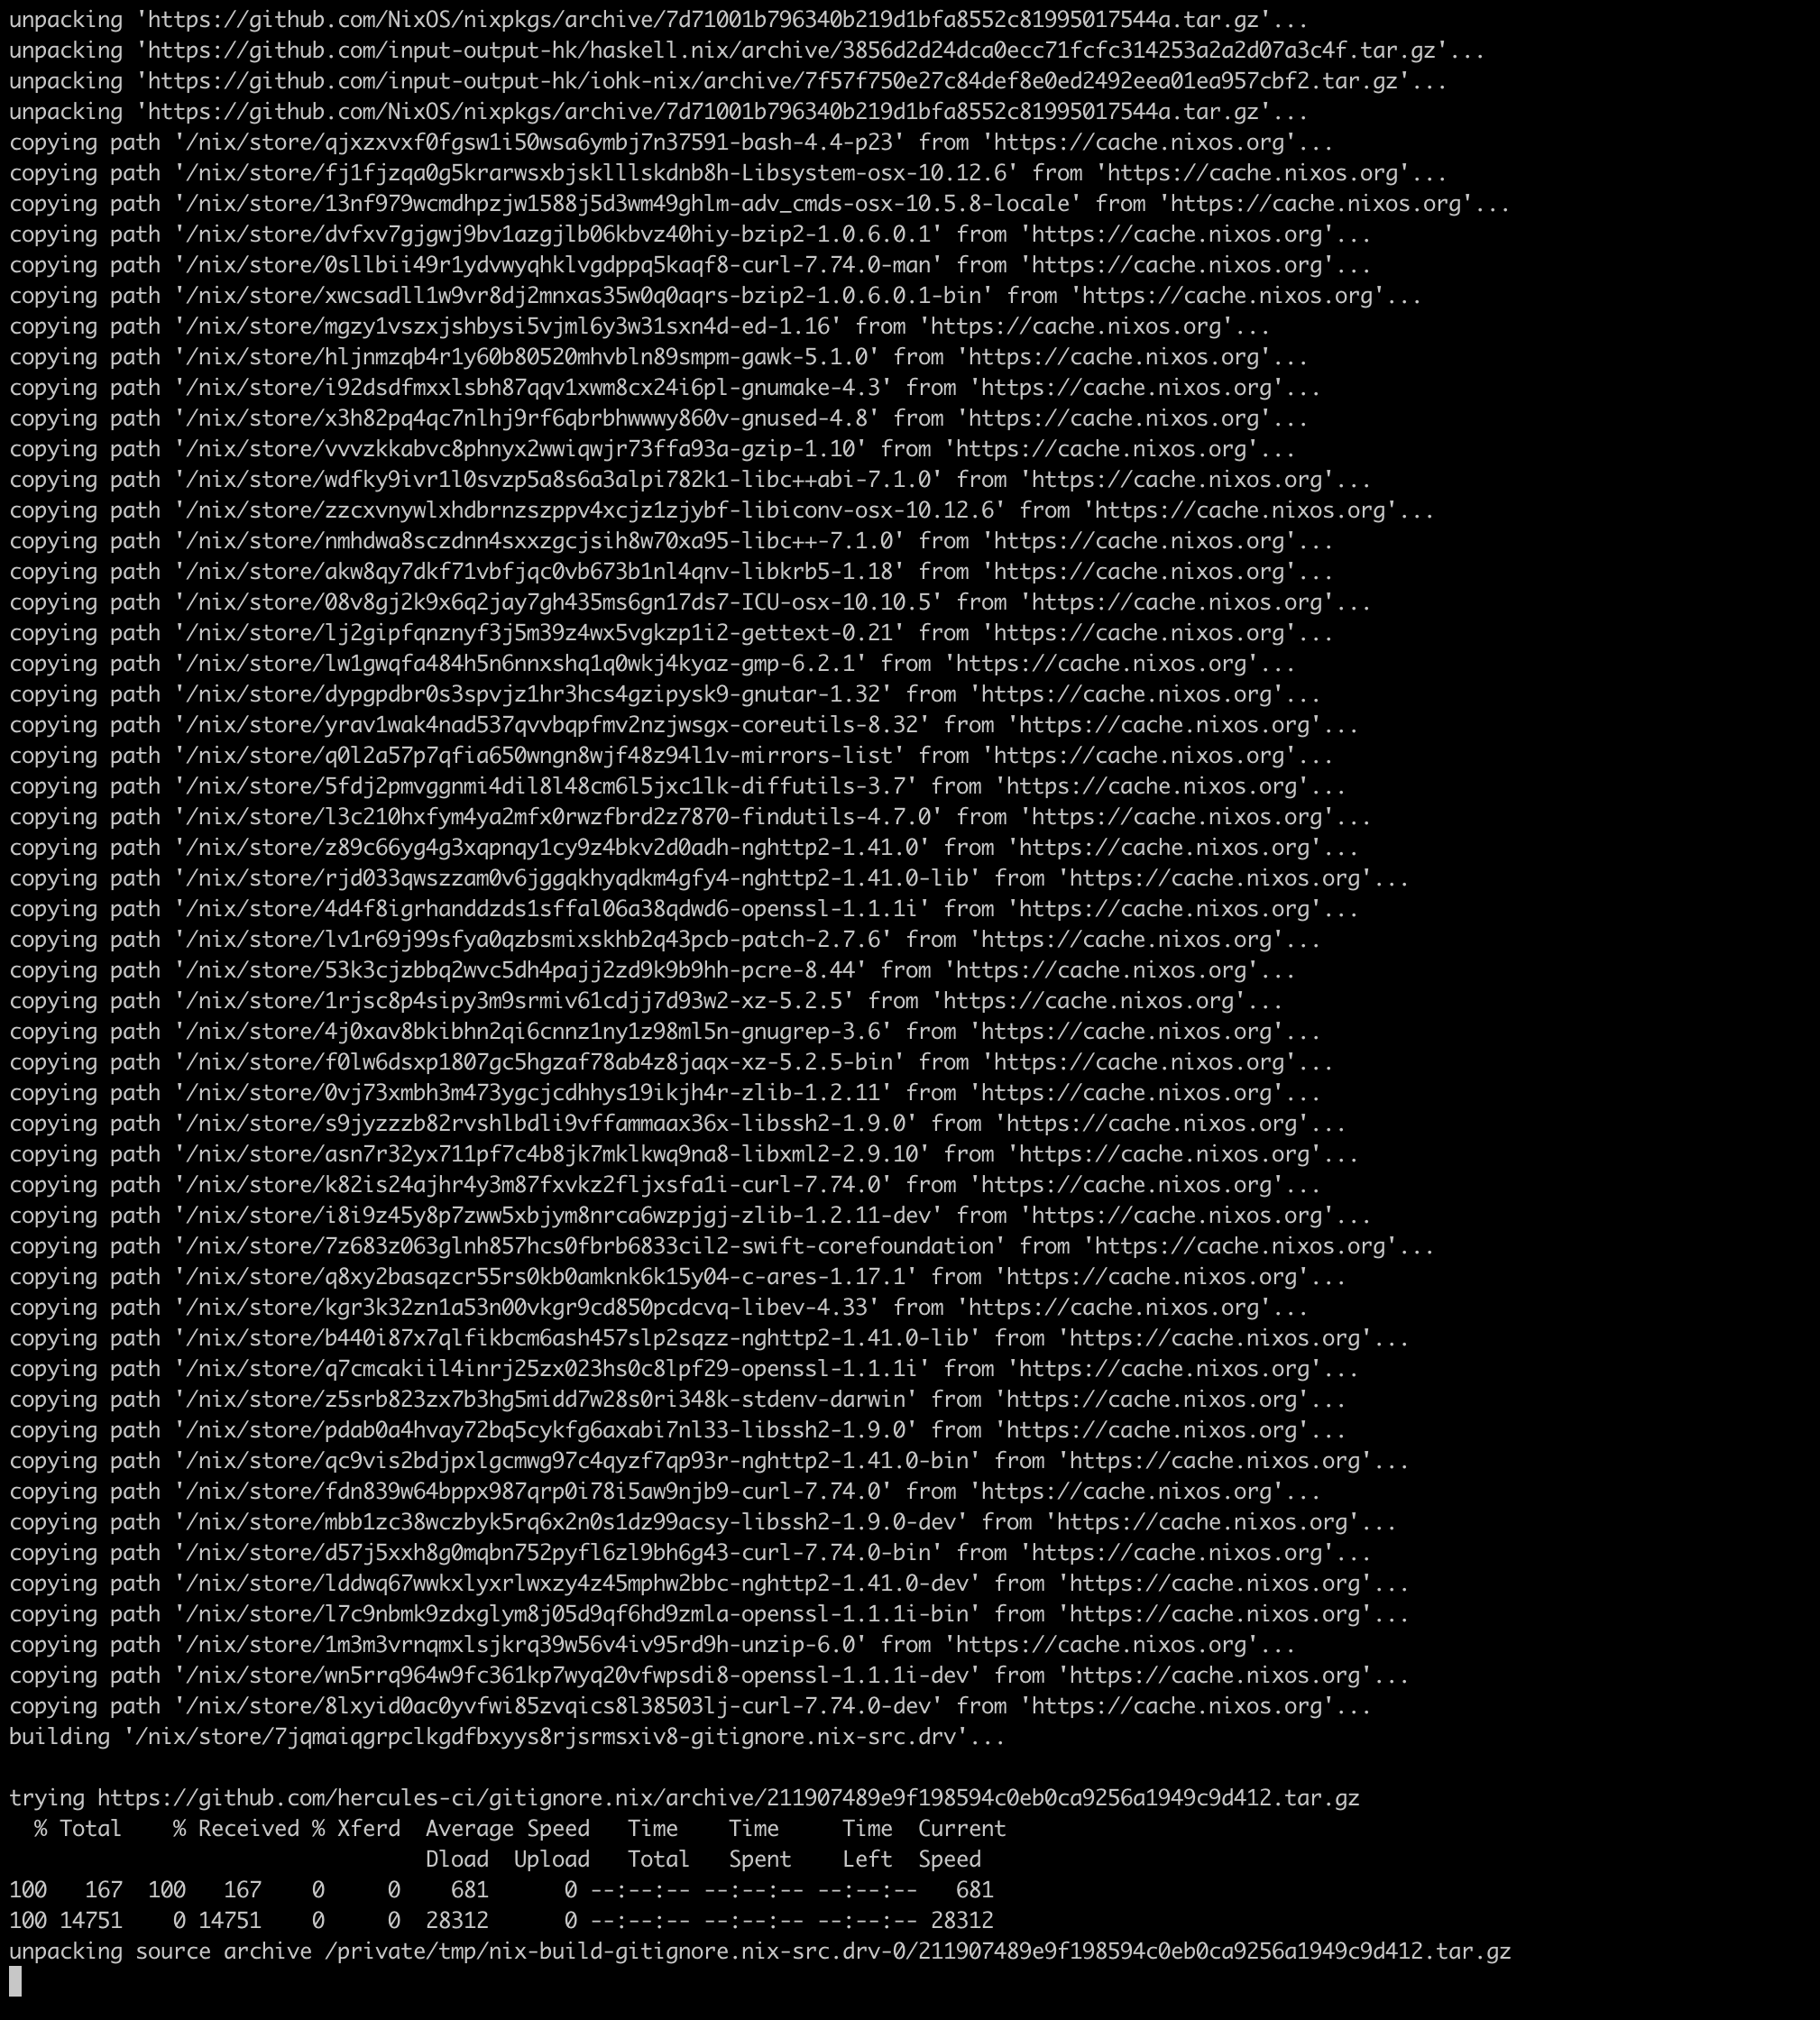 unpacking 'https://github.com/NixOS/nixpkgs/archive/7d71001b796340b219d1bfa8552c81995017544a.tar.gz'...
unpacking 'https://github.com/input-output-hk/haskell.nix/archive/3856d2d24dca0ecc71fcfc314253a2a2d07a3c4f.tar.gz'...
unpacking 'https://github.com/input-output-hk/iohk-nix/archive/7f57f750e27c84def8e0ed2492eea01ea957cbf2.tar.gz'...
unpacking 'https://github.com/NixOS/nixpkgs/archive/7d71001b796340b219d1bfa8552c81995017544a.tar.gz'...
copying path '/nix/store/qjxzxvxf0fgsw1i50wsa6ymbj7n37591-bash-4.4-p23' from 'https://cache.nixos.org'...
copying path '/nix/store/fj1fjzqa0g5krarwsxbjsklllskdnb8h-Libsystem-osx-10.12.6' from 'https://cache.nixos.org'...
copying path '/nix/store/13nf979wcmdhpzjw1588j5d3wm49ghlm-adv_cmds-osx-10.5.8-locale' from 'https://cache.nixos.org'...
copying path '/nix/store/dvfxv7gjgwj9bv1azgjlb06kbvz40hiy-bzip2-1.0.6.0.1' from 'https://cache.nixos.org'...
copying path '/nix/store/0sllbii49r1ydvwyqhklvgdppq5kaqf8-curl-7.74.0-man' from 'https://cache.nixos.org'...
copying path '/nix/store/xwcsadll1w9vr8dj2mnxas35w0q0aqrs-bzip2-1.0.6.0.1-bin' from 'https://cache.nixos.org'...
copying path '/nix/store/mgzy1vszxjshbysi5vjml6y3w31sxn4d-ed-1.16' from 'https://cache.nixos.org'...
copying path '/nix/store/hljnmzqb4r1y60b80520mhvbln89smpm-gawk-5.1.0' from 'https://cache.nixos.org'...
copying path '/nix/store/i92dsdfmxxlsbh87qqv1xwm8cx24i6pl-gnumake-4.3' from 'https://cache.nixos.org'...
copying path '/nix/store/x3h82pq4qc7nlhj9rf6qbrbhwwwy860v-gnused-4.8' from 'https://cache.nixos.org'...
copying path '/nix/store/vvvzkkabvc8phnyx2wwiqwjr73ffa93a-gzip-1.10' from 'https://cache.nixos.org'...
copying path '/nix/store/wdfky9ivr1l0svzp5a8s6a3alpi782k1-libc++abi-7.1.0' from 'https://cache.nixos.org'...
copying path '/nix/store/zzcxvnywlxhdbrnzszppv4xcjz1zjybf-libiconv-osx-10.12.6' from 'https://cache.nixos.org'...
copying path '/nix/store/nmhdwa8sczdnn4sxxzgcjsih8w70xa95-libc++-7.1.0' from 'https://cache.nixos.org'...
copying path '/nix/store/akw8qy7dkf71vbfjqc0vb673b1nl4qnv-libkrb5-1.18' from 'https://cache.nixos.org'...
copying path '/nix/store/08v8gj2k9x6q2jay7gh435ms6gn17ds7-ICU-osx-10.10.5' from 'https://cache.nixos.org'...
copying path '/nix/store/lj2gipfqnznyf3j5m39z4wx5vgkzp1i2-gettext-0.21' from 'https://cache.nixos.org'...
copying path '/nix/store/lw1gwqfa484h5n6nnxshq1q0wkj4kyaz-gmp-6.2.1' from 'https://cache.nixos.org'...
copying path '/nix/store/dypgpdbr0s3spvjz1hr3hcs4gzipysk9-gnutar-1.32' from 'https://cache.nixos.org'...
copying path '/nix/store/yrav1wak4nad537qvvbqpfmv2nzjwsgx-coreutils-8.32' from 'https://cache.nixos.org'...
copying path '/nix/store/q0l2a57p7qfia650wngn8wjf48z94l1v-mirrors-list' from 'https://cache.nixos.org'...
copying path '/nix/store/5fdj2pmvggnmi4dil8l48cm6l5jxc1lk-diffutils-3.7' from 'https://cache.nixos.org'...
copying path '/nix/store/l3c210hxfym4ya2mfx0rwzfbrd2z7870-findutils-4.7.0' from 'https://cache.nixos.org'...
copying path '/nix/store/z89c66yg4g3xqpnqy1cy9z4bkv2d0adh-nghttp2-1.41.0' from 'https://cache.nixos.org'...
copying path '/nix/store/rjd033qwszzam0v6jggqkhyqdkm4gfy4-nghttp2-1.41.0-lib' from 'https://cache.nixos.org'...
copying path '/nix/store/4d4f8igrhanddzds1sffal06a38qdwd6-openssl-1.1.1i' from 'https://cache.nixos.org'...
copying path '/nix/store/lv1r69j99sfya0qzbsmixskhb2q43pcb-patch-2.7.6' from 'https://cache.nixos.org'...
copying path '/nix/store/53k3cjzbbq2wvc5dh4pajj2zd9k9b9hh-pcre-8.44' from 'https://cache.nixos.org'...
copying path '/nix/store/1rjsc8p4sipy3m9srmiv61cdjj7d93w2-xz-5.2.5' from 'https://cache.nixos.org'...
copying path '/nix/store/4j0xav8bkibhn2qi6cnnz1ny1z98ml5n-gnugrep-3.6' from 'https://cache.nixos.org'...
copying path '/nix/store/f0lw6dsxp1807gc5hgzaf78ab4z8jaqx-xz-5.2.5-bin' from 'https://cache.nixos.org'...
copying path '/nix/store/0vj73xmbh3m473ygcjcdhhys19ikjh4r-zlib-1.2.11' from 'https://cache.nixos.org'...
copying path '/nix/store/s9jyzzzb82rvshlbdli9vffammaax36x-libssh2-1.9.0' from 'https://cache.nixos.org'...
copying path '/nix/store/asn7r32yx711pf7c4b8jk7mklkwq9na8-libxml2-2.9.10' from 'https://cache.nixos.org'...
copying path '/nix/store/k82is24ajhr4y3m87fxvkz2fljxsfa1i-curl-7.74.0' from 'https://cache.nixos.org'...
copying path '/nix/store/i8i9z45y8p7zww5xbjym8nrca6wzpjgj-zlib-1.2.11-dev' from 'https://cache.nixos.org'...
copying path '/nix/store/7z683z063glnh857hcs0fbrb6833cil2-swift-corefoundation' from 'https://cache.nixos.org'...
copying path '/nix/store/q8xy2basqzcr55rs0kb0amknk6k15y04-c-ares-1.17.1' from 'https://cache.nixos.org'...
copying path '/nix/store/kgr3k32zn1a53n00vkgr9cd850pcdcvq-libev-4.33' from 'https://cache.nixos.org'...
copying path '/nix/store/b440i87x7qlfikbcm6ash457slp2sqzz-nghttp2-1.41.0-lib' from 'https://cache.nixos.org'...
copying path '/nix/store/q7cmcakiil4inrj25zx023hs0c8lpf29-openssl-1.1.1i' from 'https://cache.nixos.org'...
copying path '/nix/store/z5srb823zx7b3hg5midd7w28s0ri348k-stdenv-darwin' from 'https://cache.nixos.org'...
copying path '/nix/store/pdab0a4hvay72bq5cykfg6axabi7nl33-libssh2-1.9.0' from 'https://cache.nixos.org'...
copying path '/nix/store/qc9vis2bdjpxlgcmwg97c4qyzf7qp93r-nghttp2-1.41.0-bin' from 'https://cache.nixos.org'...
copying path '/nix/store/fdn839w64bppx987qrp0i78i5aw9njb9-curl-7.74.0' from 'https://cache.nixos.org'...
copying path '/nix/store/mbb1zc38wczbyk5rq6x2n0s1dz99acsy-libssh2-1.9.0-dev' from 'https://cache.nixos.org'...
copying path '/nix/store/d57j5xxh8g0mqbn752pyfl6zl9bh6g43-curl-7.74.0-bin' from 'https://cache.nixos.org'...
copying path '/nix/store/lddwq67wwkxlyxrlwxzy4z45mphw2bbc-nghttp2-1.41.0-dev' from 'https://cache.nixos.org'...
copying path '/nix/store/l7c9nbmk9zdxglym8j05d9qf6hd9zmla-openssl-1.1.1i-bin' from 'https://cache.nixos.org'...
copying path '/nix/store/1m3m3vrnqmxlsjkrq39w56v4iv95rd9h-unzip-6.0' from 'https://cache.nixos.org'...
copying path '/nix/store/wn5rrq964w9fc361kp7wyq20vfwpsdi8-openssl-1.1.1i-dev' from 'https://cache.nixos.org'...
copying path '/nix/store/8lxyid0ac0yvfwi85zvqics8l38503lj-curl-7.74.0-dev' from 'https://cache.nixos.org'...
building '/nix/store/7jqmaiqgrpclkgdfbxyys8rjsrmsxiv8-gitignore.nix-src.drv'...

trying https://github.com/hercules-ci/gitignore.nix/archive/211907489e9f198594c0eb0ca9256a1949c9d412.tar.gz
  % Total    % Received % Xferd  Average Speed   Time    Time     Time  Current
                                 Dload  Upload   Total   Spent    Left  Speed
100   167  100   167    0     0    681      0 --:--:-- --:--:-- --:--:--   681
100 14751    0 14751    0     0  28312      0 --:--:-- --:--:-- --:--:-- 28312
unpacking source archive /private/tmp/nix-build-gitignore.nix-src.drv-0/211907489e9f198594c0eb0ca9256a1949c9d412.tar.gz